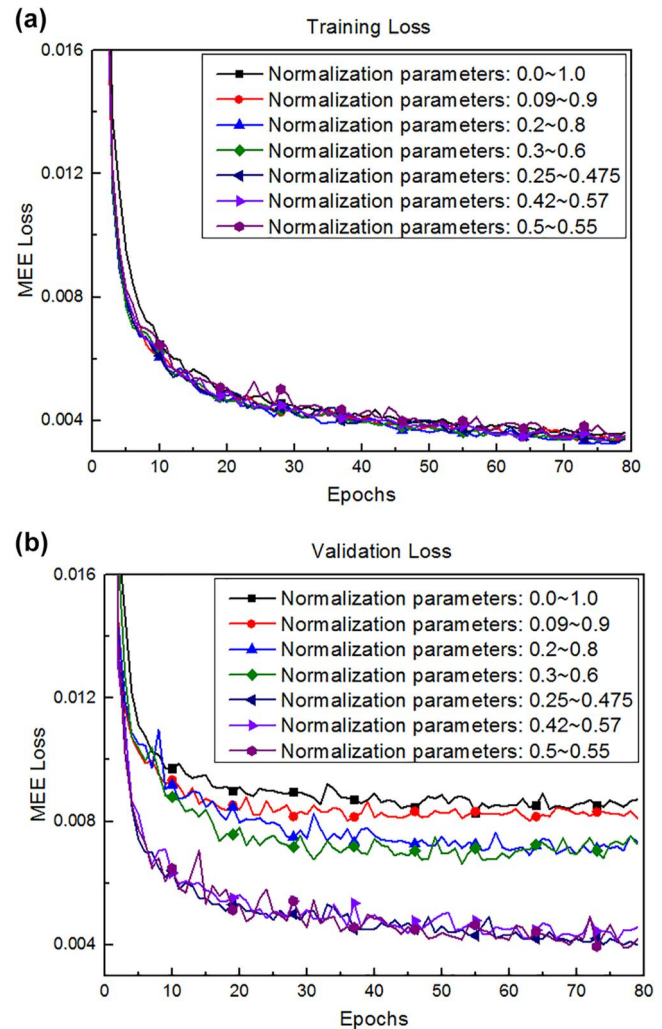 (a)
Training Loss
0.016
0.012
0.008
0.004
MEE Loss
Normalization parameters: 0.0~1.0
Normalization parameters: 0.09~0.9
Normalization parameters: 0.2~0.8
Normalization parameters: 0.3~0.6
Normalization parameters: 0.25~0.475
Normalization parameters: 0.42~0.57
Normalization parameters: 0.5~0.55
0 10 20 30 40 50 60 70 80
Epochs
(b)
Validation Loss
0.016
0.012
0.008
0.004
MEE Loss
Normalization parameters: 0.0~1.0
Normalization parameters: 0.09~0.9
Normalization parameters: 0.2~0.8
Normalization parameters: 0.3~0.6
Normalization parameters: 0.25~0.475
Normalization parameters: 0.42~0.57
Normalization parameters: 0.5~0.55
0 10 20 30 40 50 60 70 80
Epochs